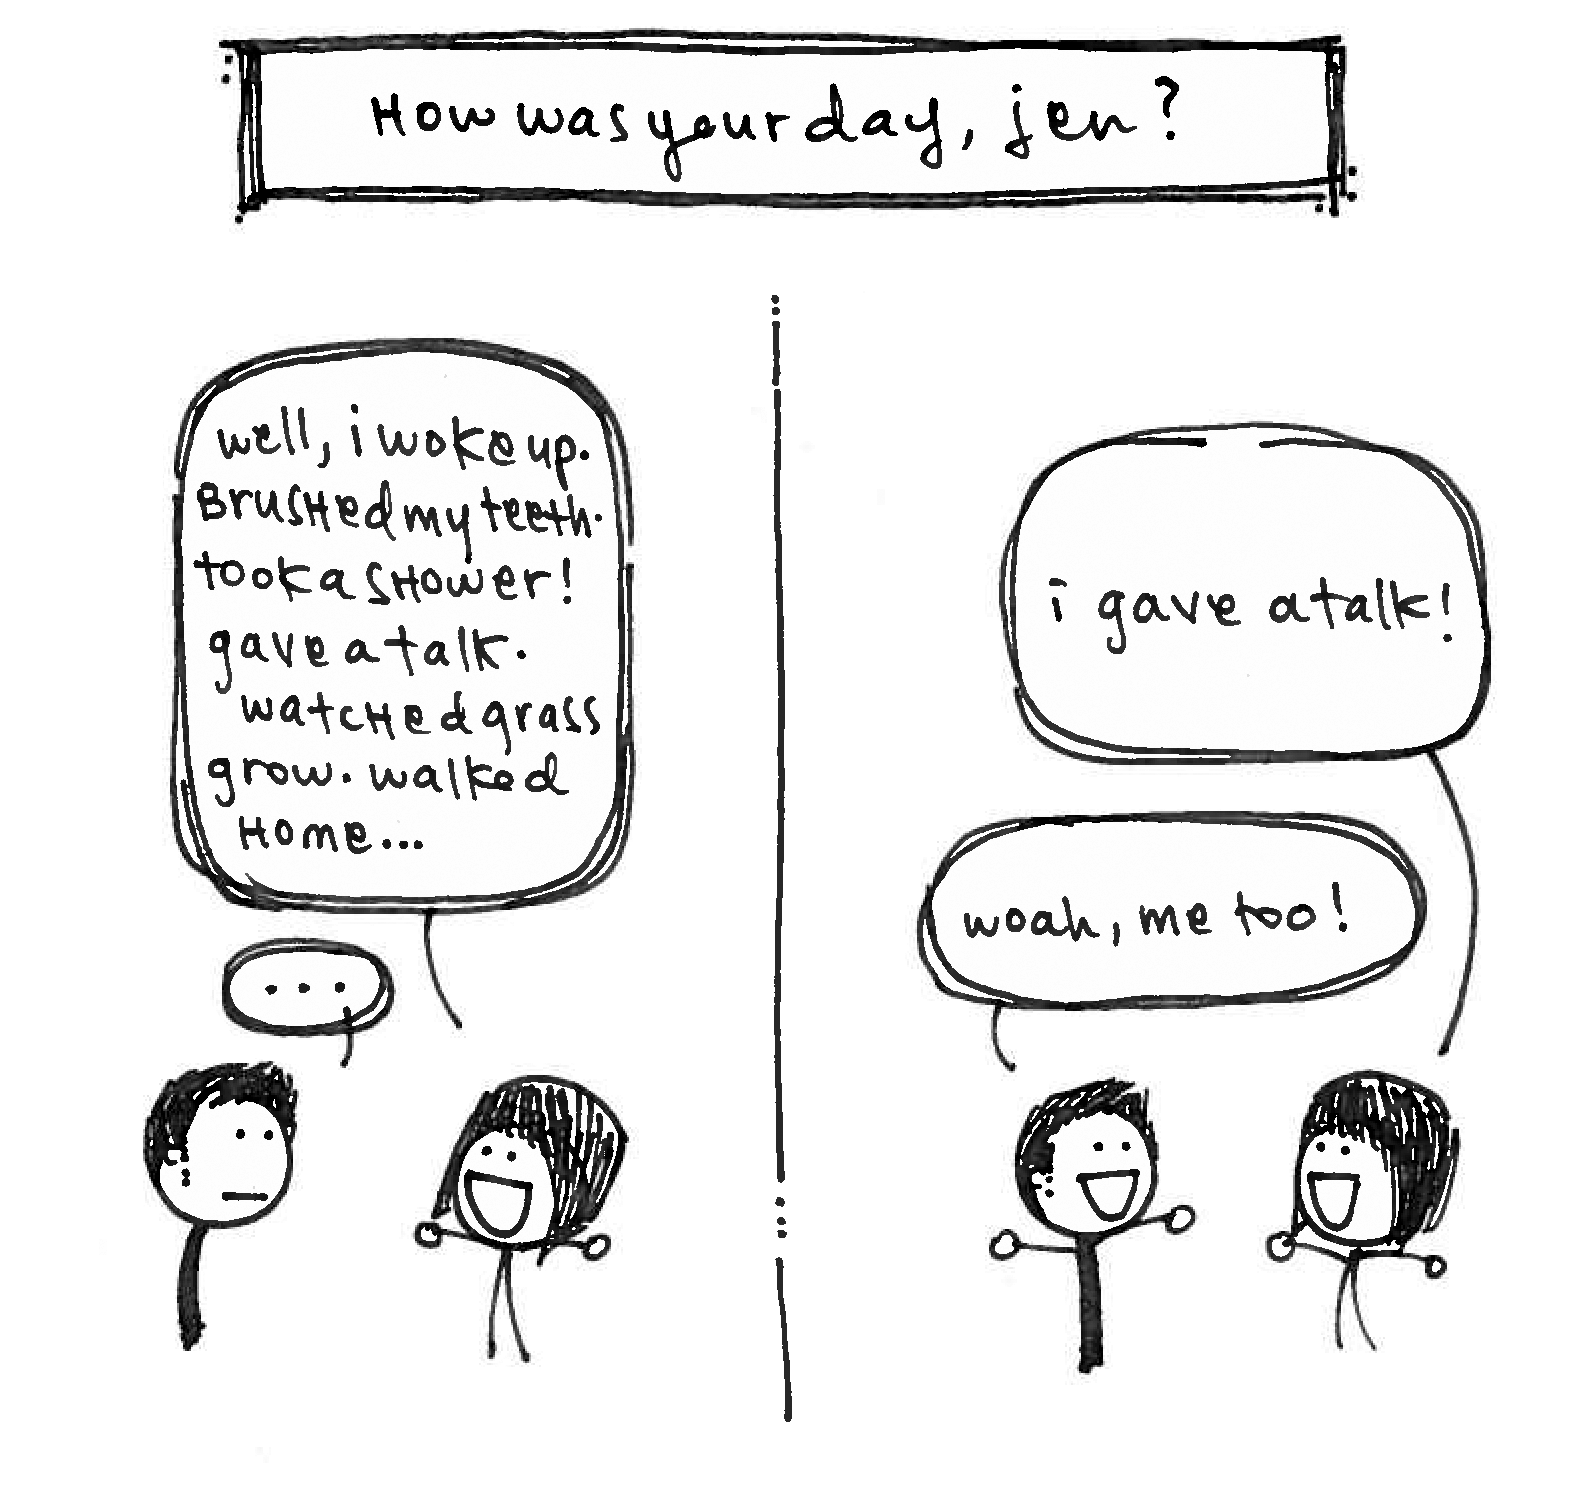 How was your day, jen?
well, i woke up.
BrusHed my teeth.
took a sHower!
gave a talk.
watcHed grass
grow. walked
Home...
...
i gave a talk!
woah, me too!